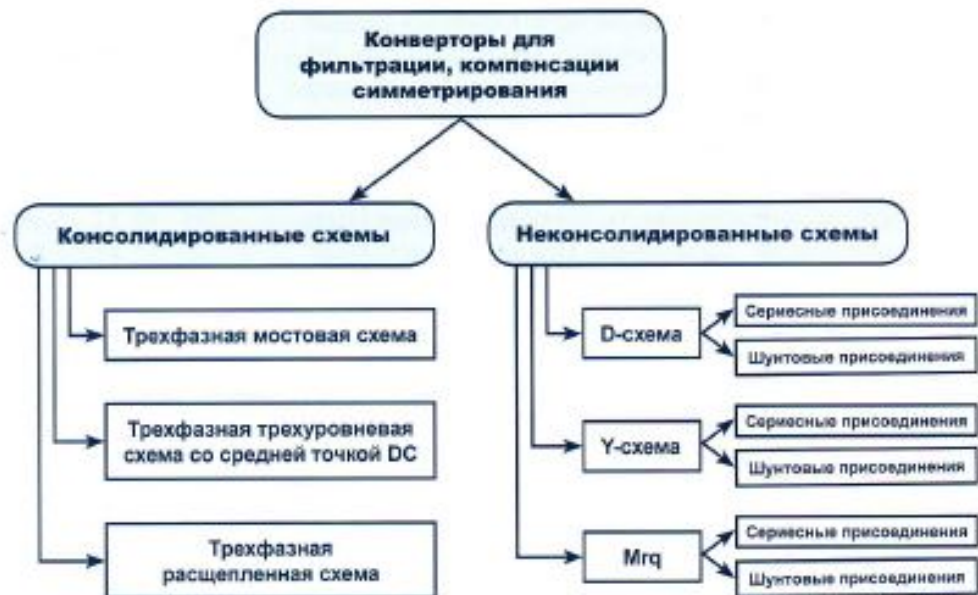 Конверторы для
фильтрации, компенсации
симметрирования
Консолидированные схемы
Трехфазная мостовая схема
Трехфазная трехуровневая
схема со средней точкой DC
Трехфазная
расщепленная схема
Неконсолидированные схемы
D-схема
Сериесные присоединения
Шунтовые присоединения
Y-схема
Сериесные присоединения
Шунтовые присоединения
Mrq
Сериесные присоединения
Шунтовые присоединения